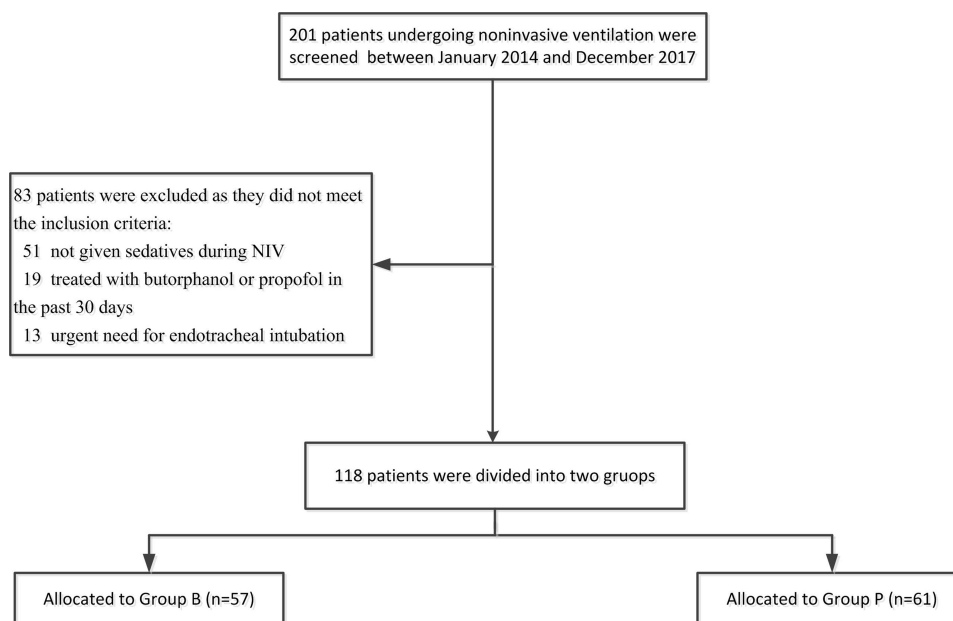 201 patients undergoing noninvasive ventilation were
screened between January 2014 and December 2017
83 patients were excluded as they did not meet
the inclusion criteria:
51 not given sedatives during NIV
19 treated with butorphanol or propofol in
the past 30 days
13 urgent need for endotracheal intubation
118 patients were divided into two gruops
Allocated to Group B (n=57)
Allocated to Group P (n=61)